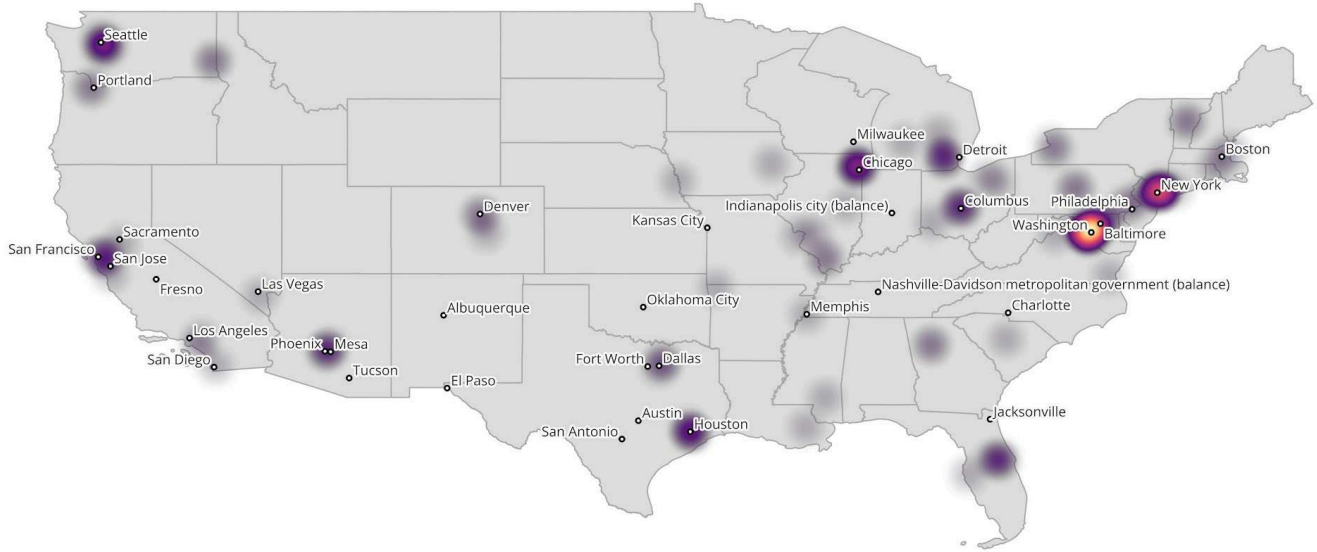 Seattle
Portland
Milwaukee
Detroit
Boston
Chicago
New York
Philadelphia
Columbus
Indianapolis city (balance)
Denver
Kansas City
Washington
Baltimore
Sacramento
San Francisco
San Jose
Fresno
Las Vegas
Nashville-Davidson metropolitan government (balance)
Oklahoma City
Albuquerque
Memphis
Charlotte
Los Angeles
Phoenix
Mesa
San Diego
Fort Worth
Dallas
Tucson
El Paso
Austin
Jacksonville
Houston
San Antonio